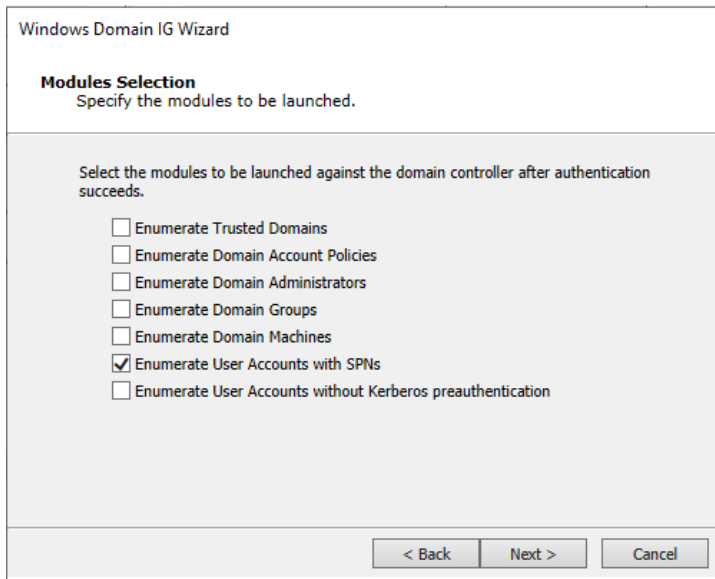 Windows Domain IG Wizard
Modules Selection
Specify the modules to be launched.
Select the modules to be launched against the domain controller after authentication
succeeds.
Enumerate Trusted Domains
Enumerate Domain Account Policies
Enumerate Domain Administrators
Enumerate Domain Groups
Enumerate Domain Machines
Enumerate User Accounts with SPNs
Enumerate User Accounts without Kerberos preauthentication
< Back Next > Cancel